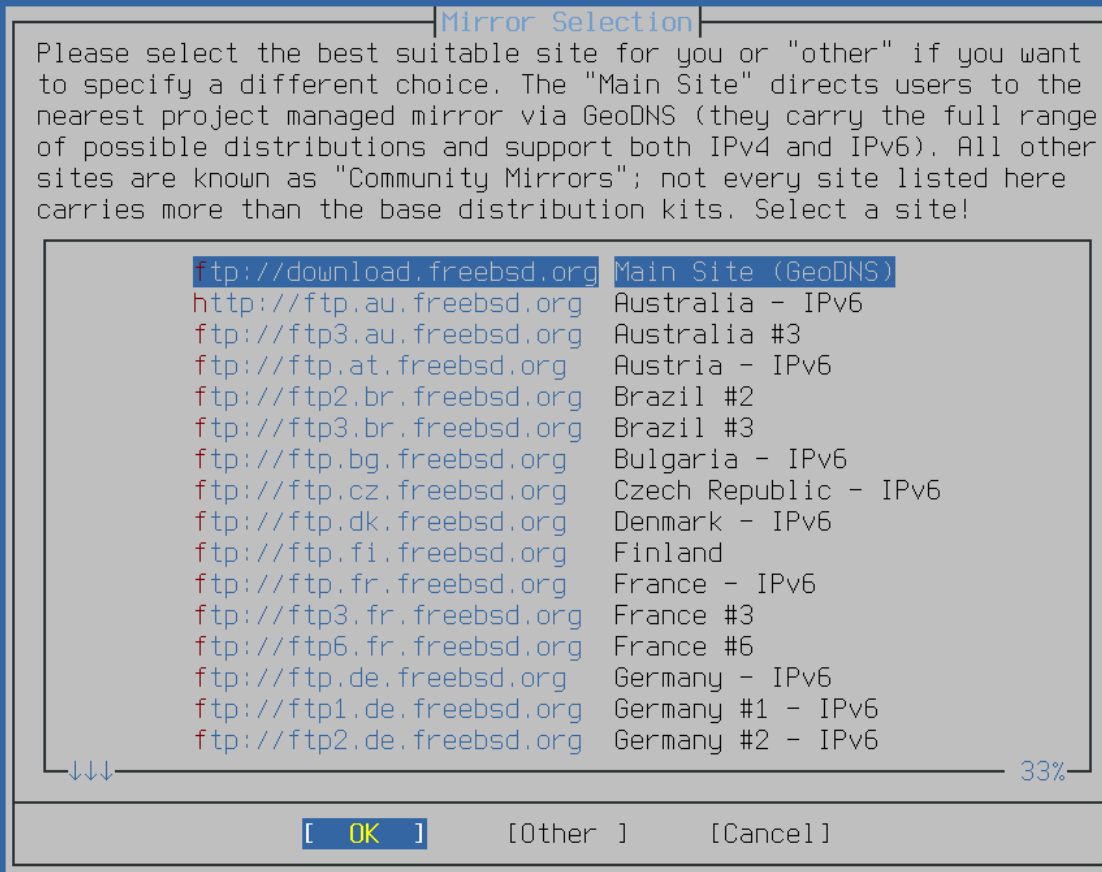 Mirror Selection
Please select the best suitable site for you or "other" if you want
to specify a different choice. The "Main Site" directs users to the
nearest project managed mirror via GeoDNS (they carry the full range
of possible distributions and support both IPv4 and IPv6). All other
sites are known as "Community Mirrors"; not every site listed here
carries more than the base distribution kits. Select a site!
ftp://download.freebsd.org Main Site (GeoDNS)
http://ftp.au.freebsd.org Australia - IPv6
ftp://ftp3.au.freebsd.org Australia #3
ftp://ftp.at.freebsd.org Austria - IPv6
ftp://ftp2.br.freebsd.org Brazil #2
ftp://ftp3.br.freebsd.org Brazil #3
ftp://ftp.bg.freebsd.org Bulgaria - IPv6
ftp://ftp.cz.freebsd.org Czech Republic - IPv6
ftp://ftp.dk.freebsd.org Denmark - IPv6
ftp://ftp.fi.freebsd.org Finland
ftp://ftp.fr.freebsd.org France - IPv6
ftp://ftp3.fr.freebsd.org France #3
ftp://ftp6.fr.freebsd.org France #6
ftp://ftp.de.freebsd.org Germany - IPv6
ftp://ftp1.de.freebsd.org Germany #1 - IPv6
ftp://ftp2.de.freebsd.org Germany #2 - IPv6
↓↓↓ 33%
[ OK ] [Other ] [Cancel]